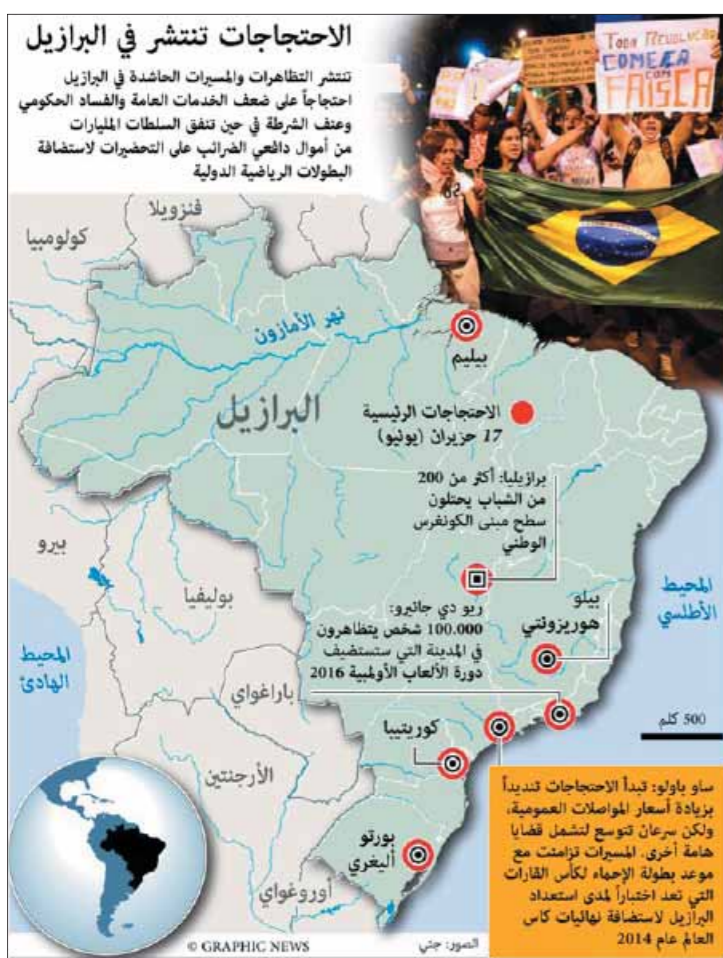 الاحتجاجات تنتشر في البرازيل
تنتشر التظاهرات والمسيرات الحاشدة في البرازيل
احتجاجاً على ضعف الخدمات العامة والفساد الحكومي
وعنف الشرطة في حين تنفق السلطات المليارات
من أموال دافعي الضرائب على التحضيرات لاستضافة
البطولات الرياضية الدولية
TODA REVOLUÇÃO
COMEÇA
COM
FAISCA
فنزويلا
كولومبيا
نهر الأمازون
بيليم
البرازيل
الاحتجاجات الرئيسية
17 حزيران (يونيو)
برازيليا: أكثر من 200
من الشباب يحتلون
سطح مبنى الكونغرس
الوطني
بيرو
بوليفيا
المحيط
الأطلسي
بيلو
هوريزونتي
ريو دي جانيرو:
100.000 شخص يتظاهرون
في المدينة التي ستستضيف
دورة الألعاب الأولمبية 2016
المحيط
الهادئ
باراغواي
500 كلم
كوريتيبا
الأرجنتين
بورتو
أليغري
أوروغواي
ساو باولو: تبدأ الاحتجاجات تنديداً
بزيادة أسعار المواصلات العمومية،
ولكن سرعان تتوسع لتشمل قضايا
هامة أخرى. المسيرات تزامنت مع
موعد بطولة الإحماء لكأس القارات
التي تعد اختباراً لمدى استعداد
البرازيل لاستضافة نهائيات كاس
العالم عام 2014
الصور: جتي
© GRAPHIC NEWS